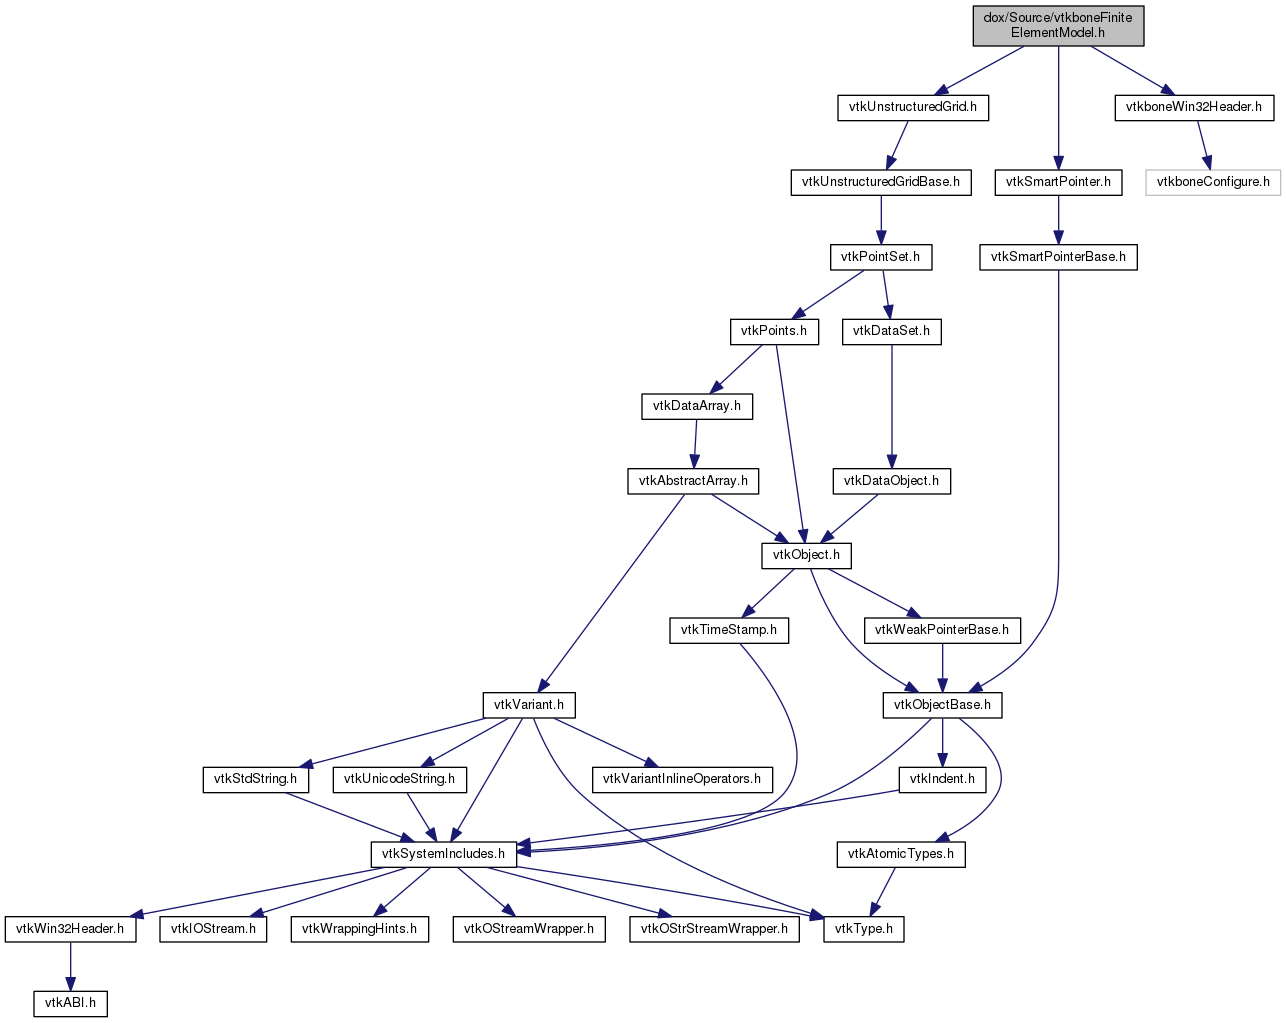 dox/Source/vtkboneFinite
ElementModel.h
vtkUnstructuredGrid.h
vtkboneWin32Header.h
vtkUnstructuredGridBase.h
vtkSmartPointer.h
vtkboneConfigure.h
vtkPointSet.h
vtkSmartPointerBase.h
vtkPoints.h
vtkDataSet.h
vtkDataArray.h
vtkAbstractArray.h
vtkDataObject.h
vtkObject.h
vtkTimeStamp.h
vtkWeakPointerBase.h
vtkVariant.h
vtkObjectBase.h
vtkStdString.h
vtkUnicodeString.h
vtkVariantInlineOperators.h
vtkIndent.h
vtkSystemIncludes.h
vtkAtomicTypes.h
vtkWin32Header.h
vtkIOStream.h
vtkWrappingHints.h
vtkOStreamWrapper.h
vtkOStrStreamWrapper.h
vtkType.h
vtkABI.h